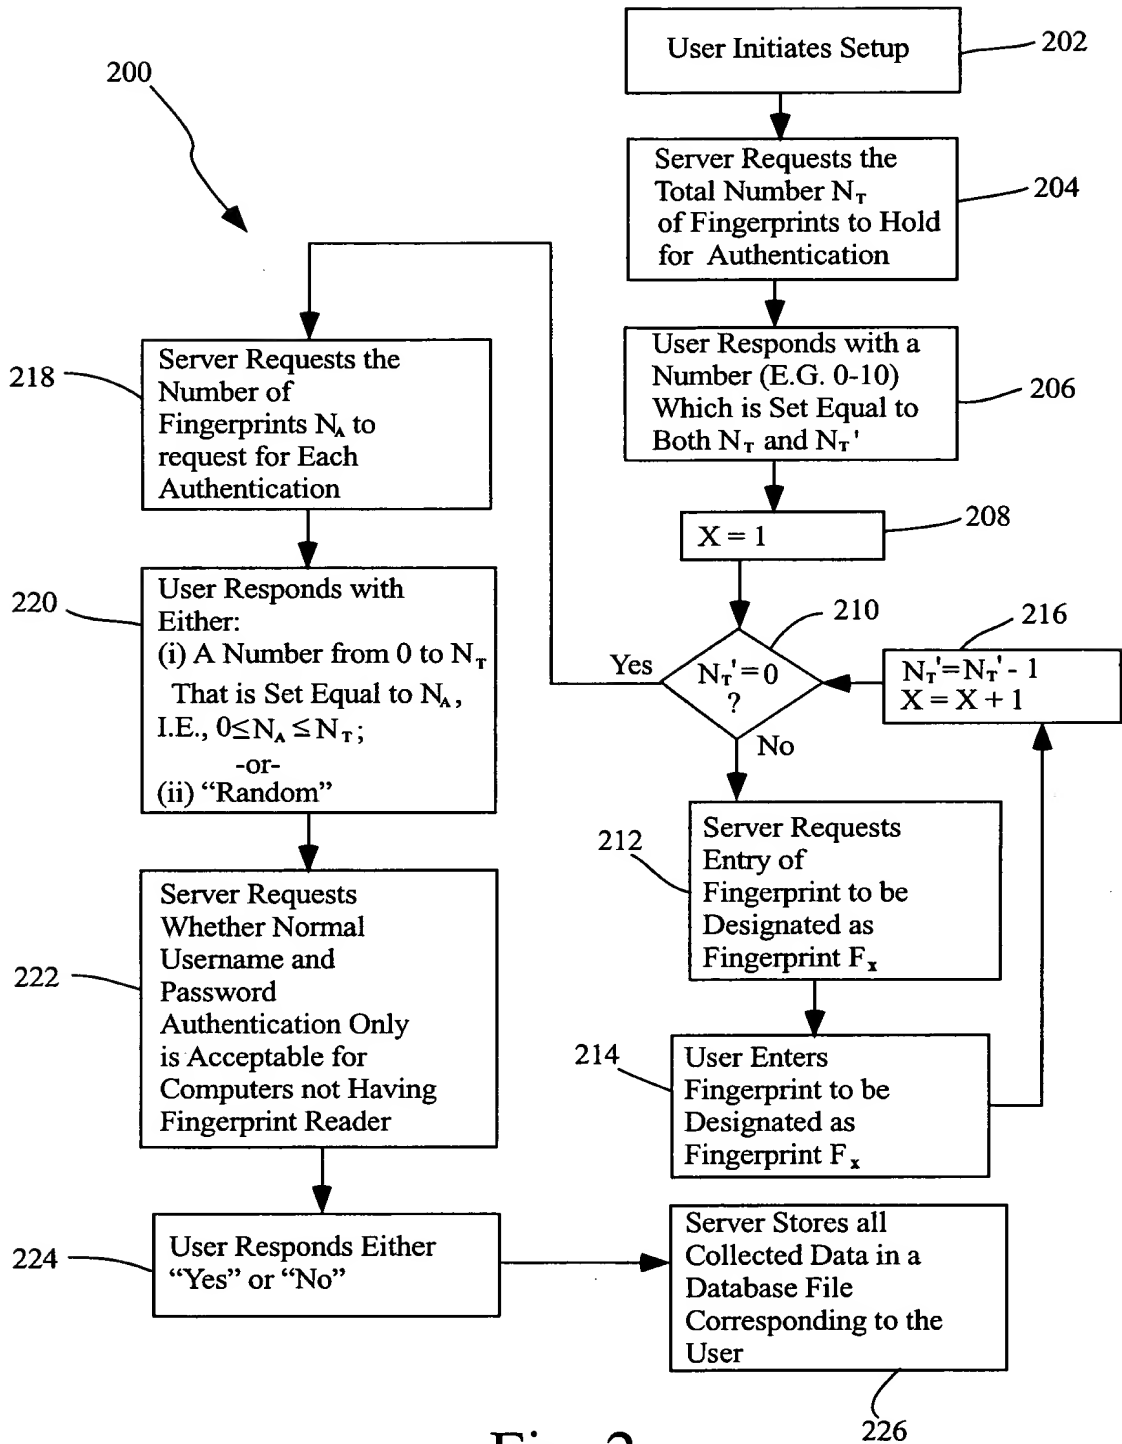 200
User Initiates Setup
202
Server Requests the
Total Number N_T
of Fingerprints to Hold
for Authentication
204
User Responds with a
Number (E.G. 0-10)
Which is Set Equal to
Both N_T and N_T'
206
X = 1
208
210
N_T'=0
?
Yes
No
216
N_T'=N_T'- 1
X = X + 1
212
Server Requests
Entry of
Fingerprint to be
Designated as
Fingerprint F_x
214
User Enters
Fingerprint to be
Designated as
Fingerprint F_x
218
Server Requests the
Number of
Fingerprints N_A to
request for Each
Authentication
220
User Responds with
Either:
(i) A Number from 0 to N_T
That is Set Equal to N_A,
I.E., 0≤N_A≤N_T;
-or-
(ii) “Random”
222
Server Requests
Whether Normal
Username and
Password
Authentication Only
is Acceptable for
Computers not Having
Fingerprint Reader
224
User Responds Either
“Yes” or “No”
Server Stores all
Collected Data in a
Database File
Corresponding to the
User
226